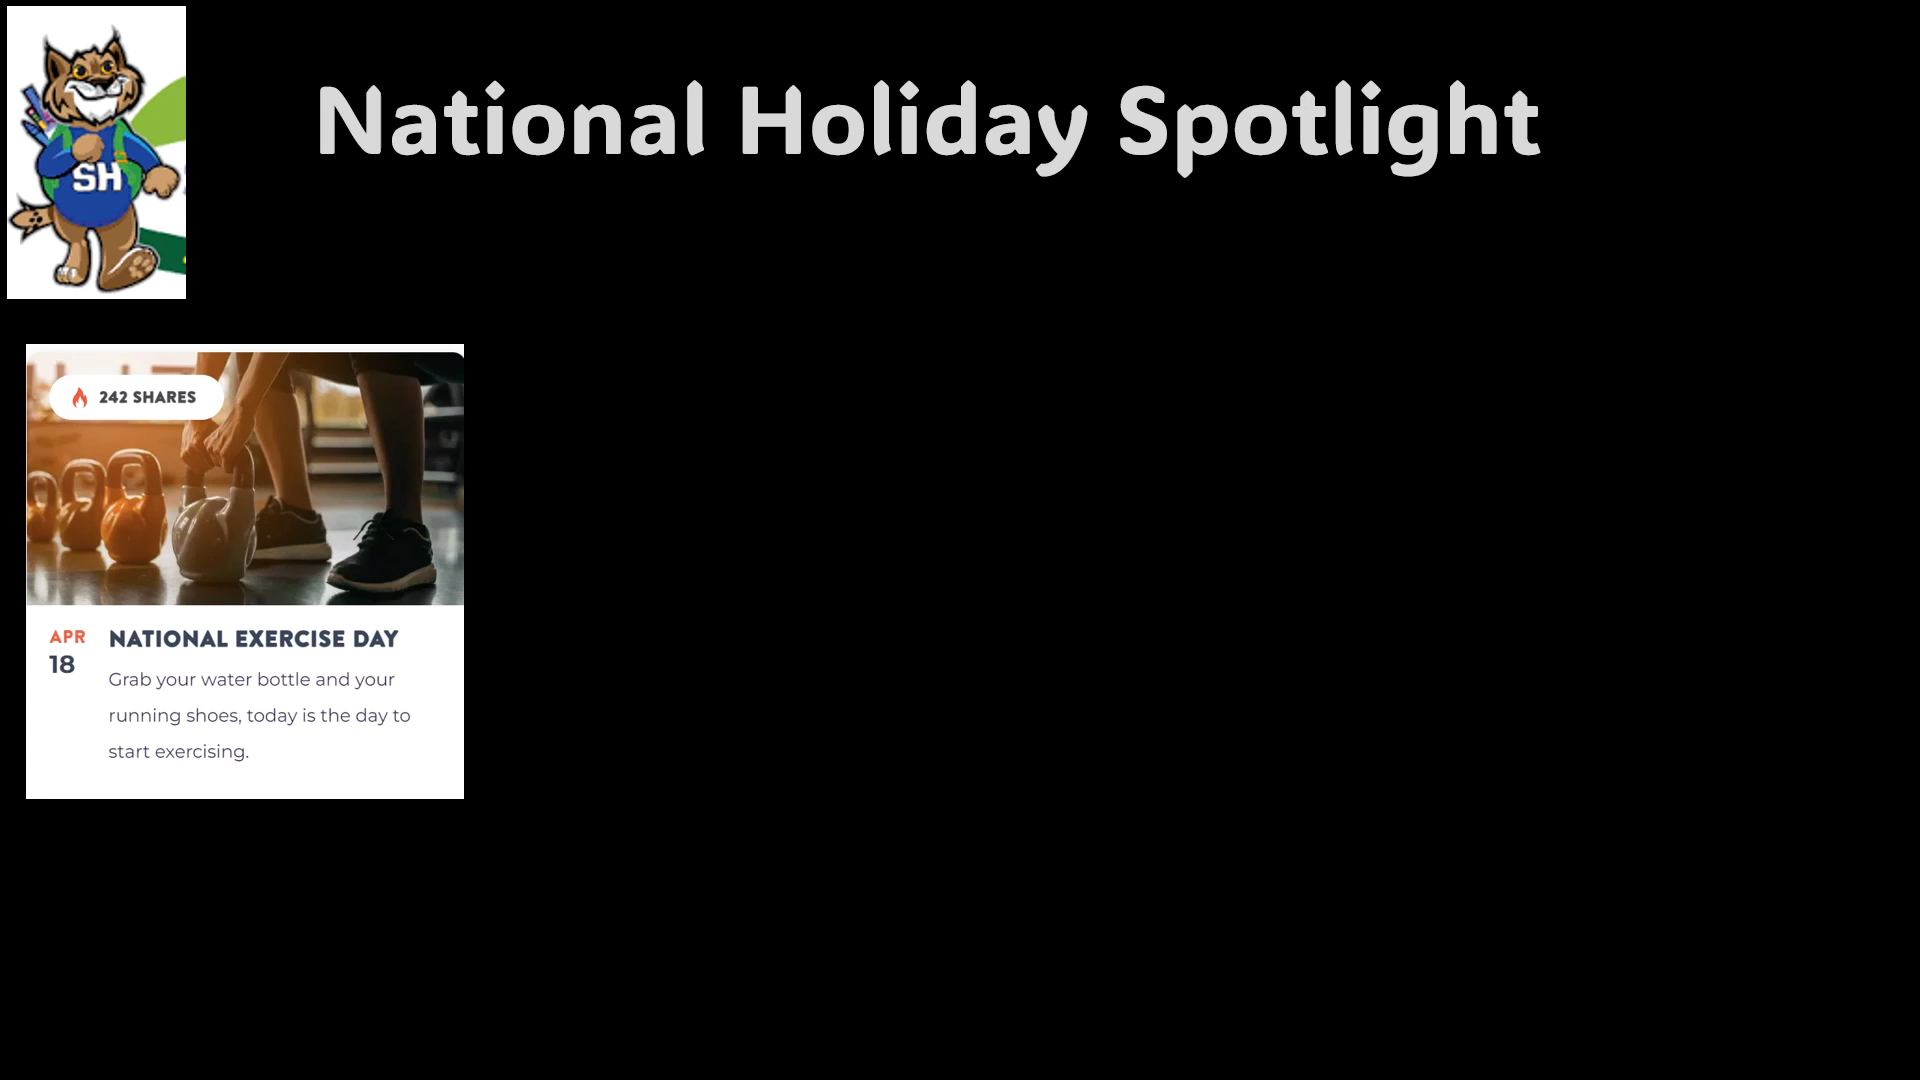 National Holiday Spotlight
SH
242 SHARES
APR
18
NATIONAL EXERCISE DAY
Grab your water bottle and your
running shoes, today is the day to
start exercising.